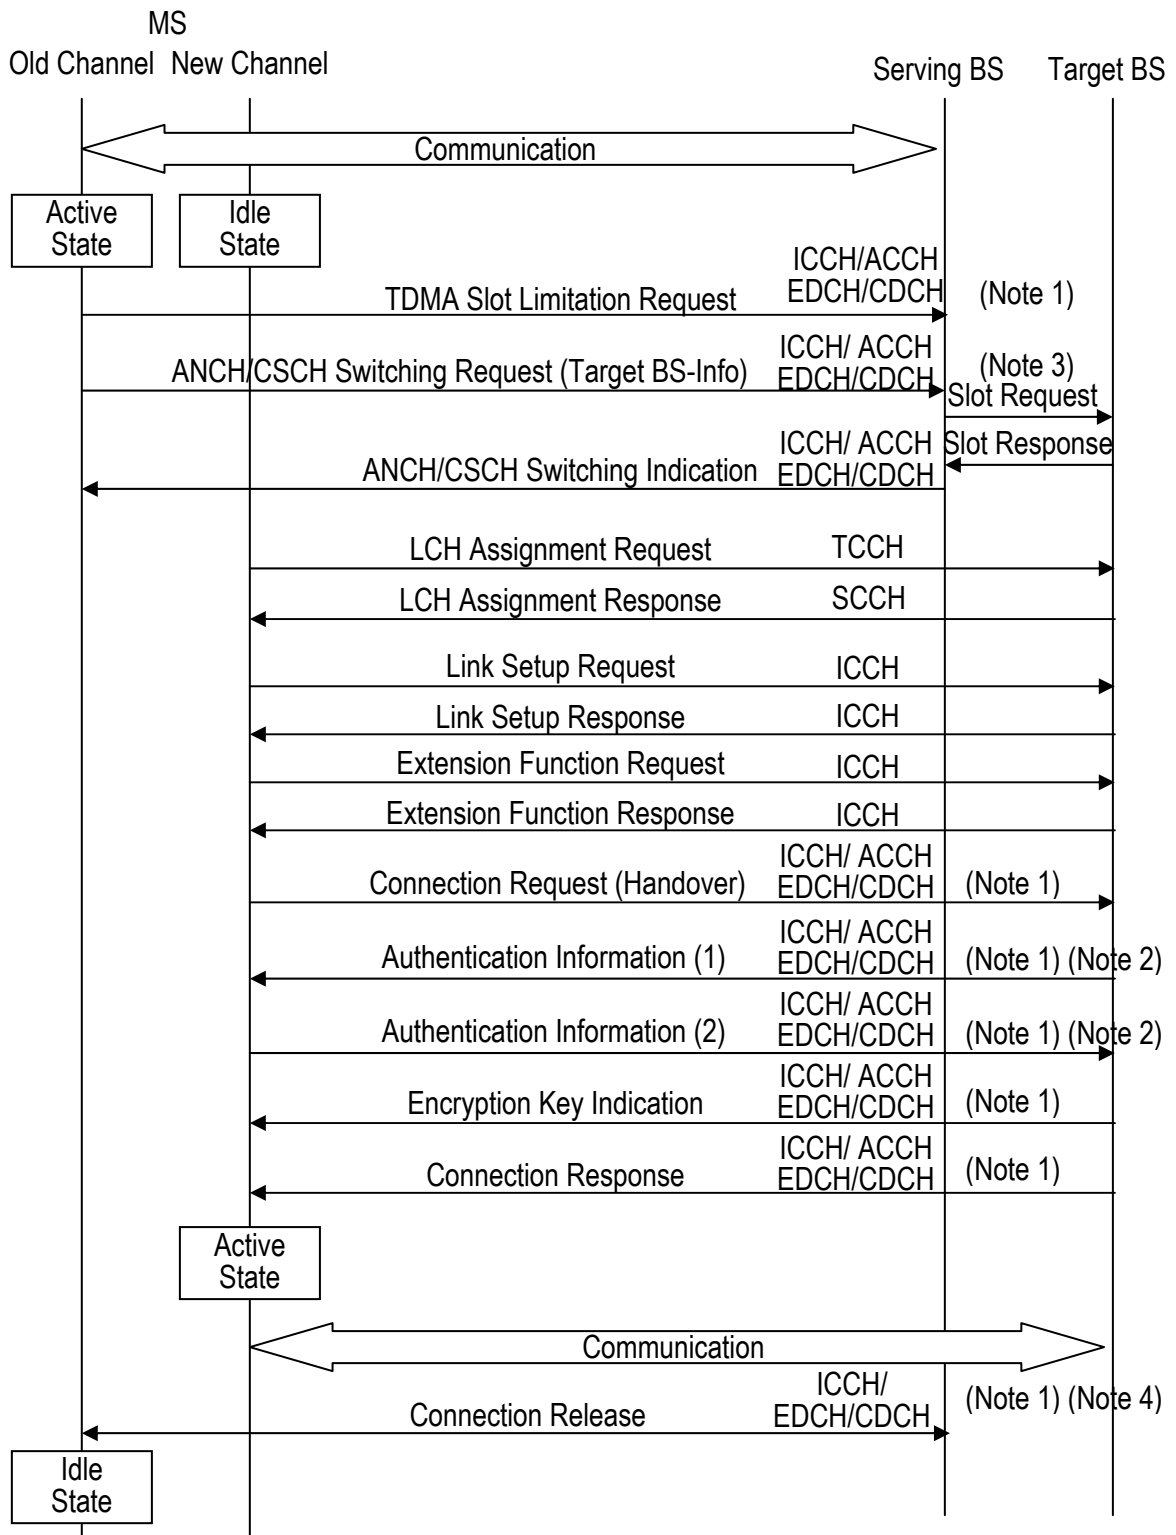 MS
Old Channel New Channel Serving BS Target BS
Communication
Active
State
Idle
State
ICCH/ACCH
TDMA Slot Limitation Request EDCH/CDCH (Note 1)
ICCH/ ACCH
ANCH/CSCH Switching Request (Target BS-Info) EDCH/CDCH (Note 3)
Slot Request
Slot Response
ICCH/ ACCH
ANCH/CSCH Switching Indication EDCH/CDCH
LCH Assignment Request TCCH
LCH Assignment Response SCCH
Link Setup Request ICCH
Link Setup Response ICCH
Extension Function Request ICCH
Extension Function Response ICCH
ICCH/ ACCH
Connection Request (Handover) EDCH/CDCH (Note 1)
ICCH/ ACCH
Authentication Information (1) EDCH/CDCH (Note 1) (Note 2)
ICCH/ ACCH
Authentication Information (2) EDCH/CDCH (Note 1) (Note 2)
ICCH/ ACCH
Encryption Key Indication EDCH/CDCH (Note 1)
ICCH/ ACCH
Connection Response EDCH/CDCH (Note 1)
Active
State
Communication
ICCH/
Connection Release EDCH/CDCH (Note 1) (Note 4)
Idle
State